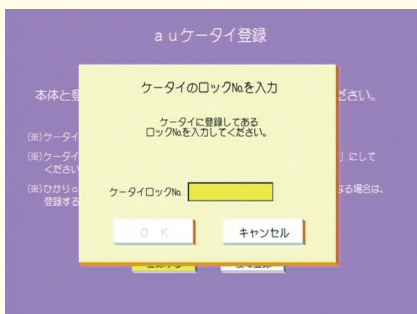 auケータイ登録
本体と登
ださい。
ケータイのロック№を入力
ケータイに登録してある
ロック№を入力してください。
(※)ケータイ
(※)ケータイ
」にして
ください
(※)ひかりo
なる場合は、
登録する
ケータイロック№
OK
キャンセル